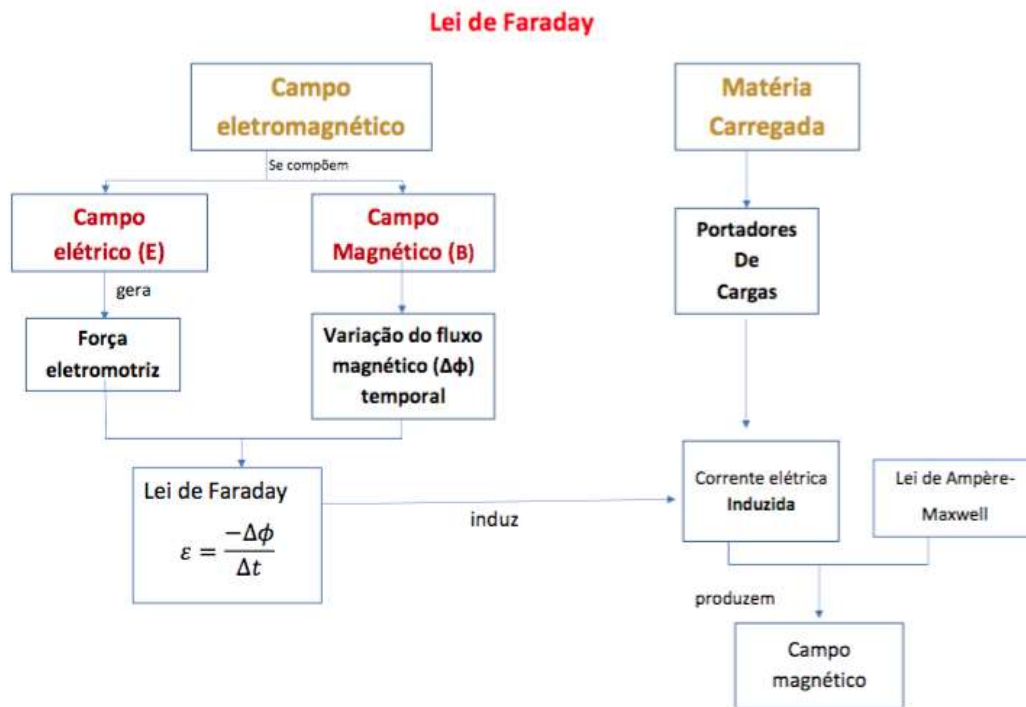 Lei de Faraday
Campo
eletromagnético
Matéria
Carregada
Se compõem
Campo
elétrico (E)
Campo
Magnético (B)
Portadores
De
Cargas
gera
Força
eletromotriz
Variação do fluxo
magnético (Δϕ)
temporal
Lei de Faraday
ε = −Δϕ / Δt
induz
Corrente elétrica
Induzida
Lei de Ampère-
Maxwell
produzem
Campo
magnético